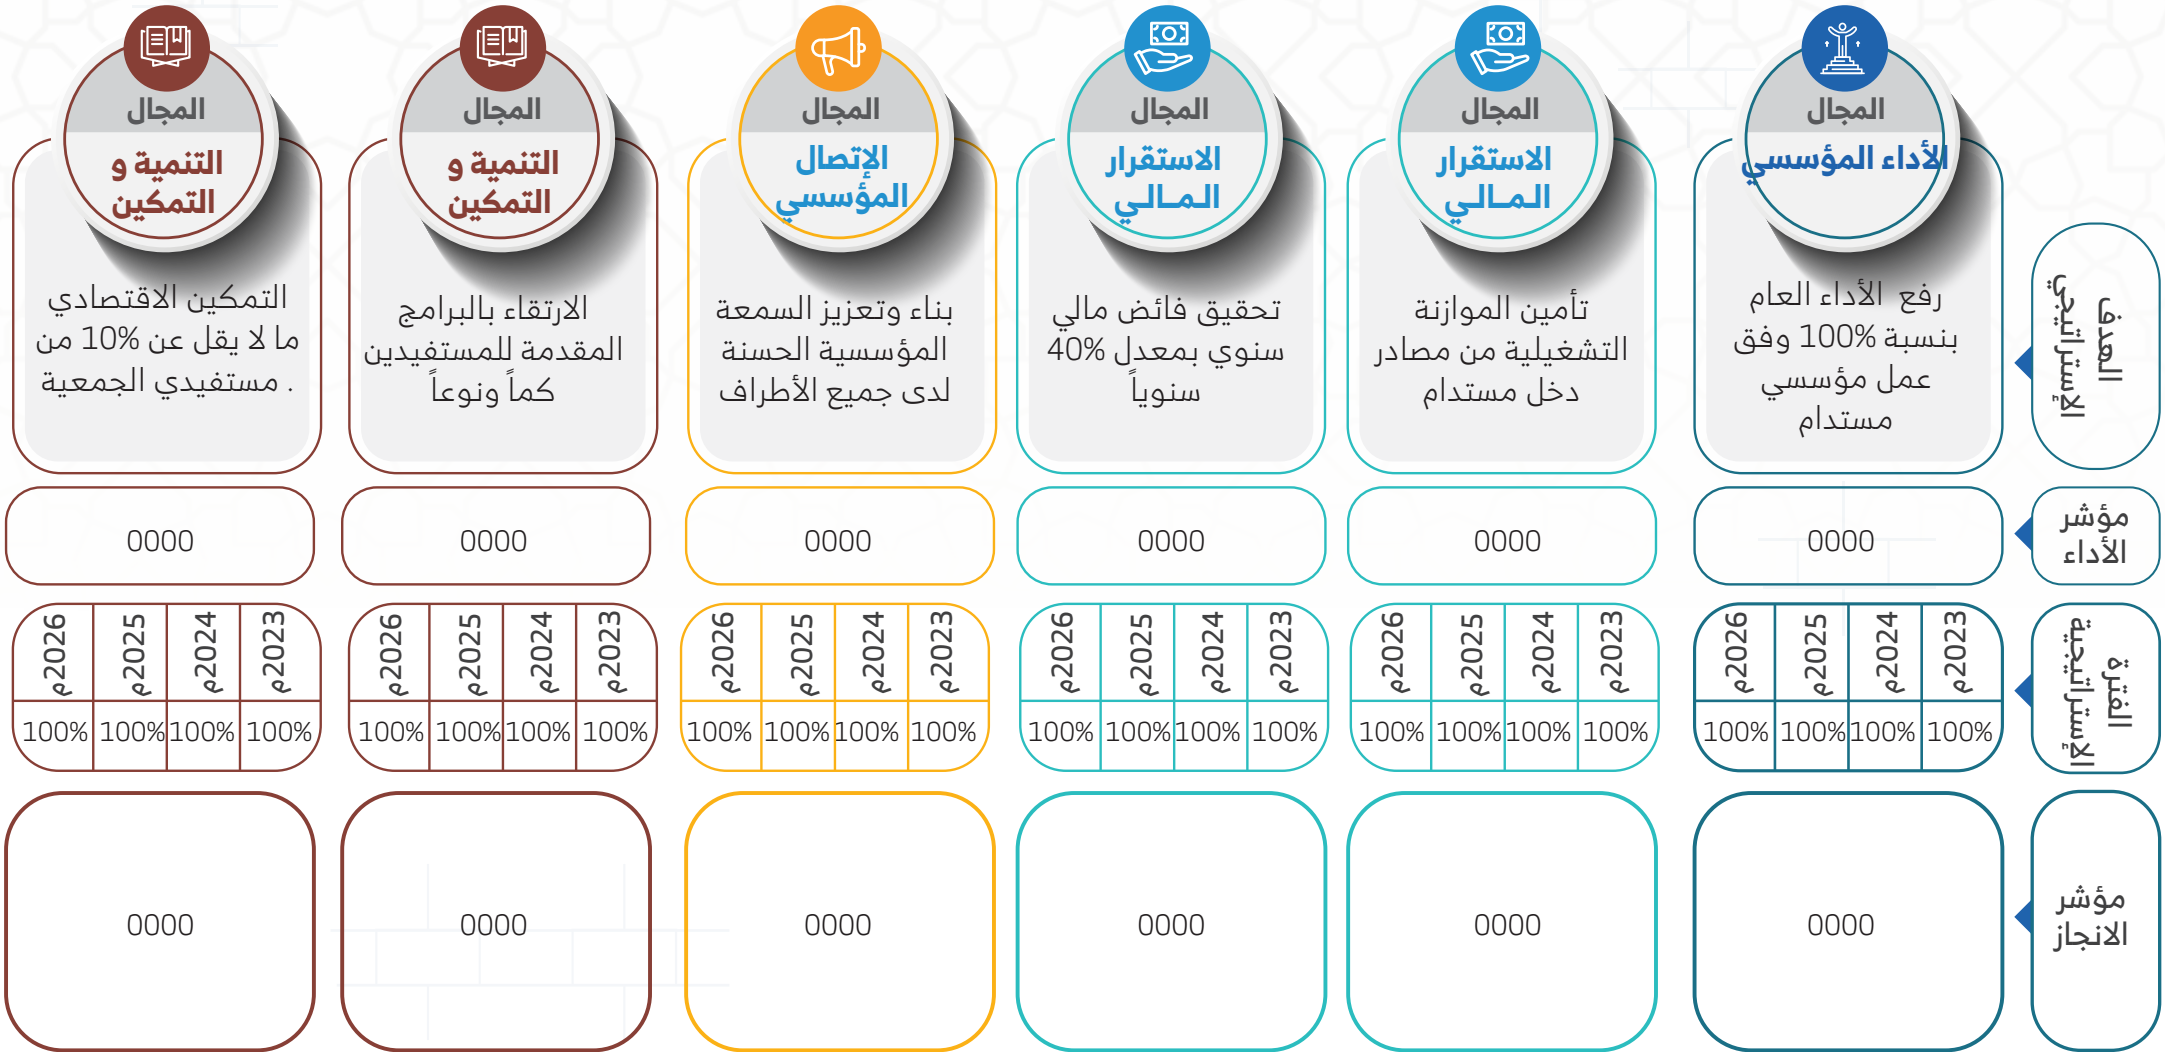 المجال
الأداء المؤسسي
المجال
الاستقرار
المـالـي
المجال
الاستقرار
المـالـي
المجال
الإتصال
المؤسسي
المجال
التنمية و
التمكين
المجال
التنمية و
التمكين
الهدف
الإستراتيجي
رفع الأداء العام
بنسبة %100 وفق
عمل مؤسسي
مستدام
تأمين الموازنة
التشغيلية من مصادر
دخل مستدام
تحقيق فائض مالي
سنوي بمعدل %40
سنوياً
بناء وتعزيز السمعة
المؤسسية الحسنة
لدى جميع الأطراف
الارتقاء بالبرامج
المقدمة للمستفيدين
كماً ونوعاً
التمكين الاقتصادي
ما لا يقل عن %10 من
مستفيدي الجمعية .
مؤشر
الأداء
0000
0000
0000
0000
0000
0000
الفترة
الإستراتيجية
2023م 2024م 2025م 2026م
100% 100% 100% 100%
2023م 2024م 2025م 2026م
100% 100% 100% 100%
2023م 2024م 2025م 2026م
100% 100% 100% 100%
2023م 2024م 2025م 2026م
100% 100% 100% 100%
2023م 2024م 2025م 2026م
100% 100% 100% 100%
2023م 2024م 2025م 2026م
100% 100% 100% 100%
مؤشر
الانجاز
0000
0000
0000
0000
0000
0000